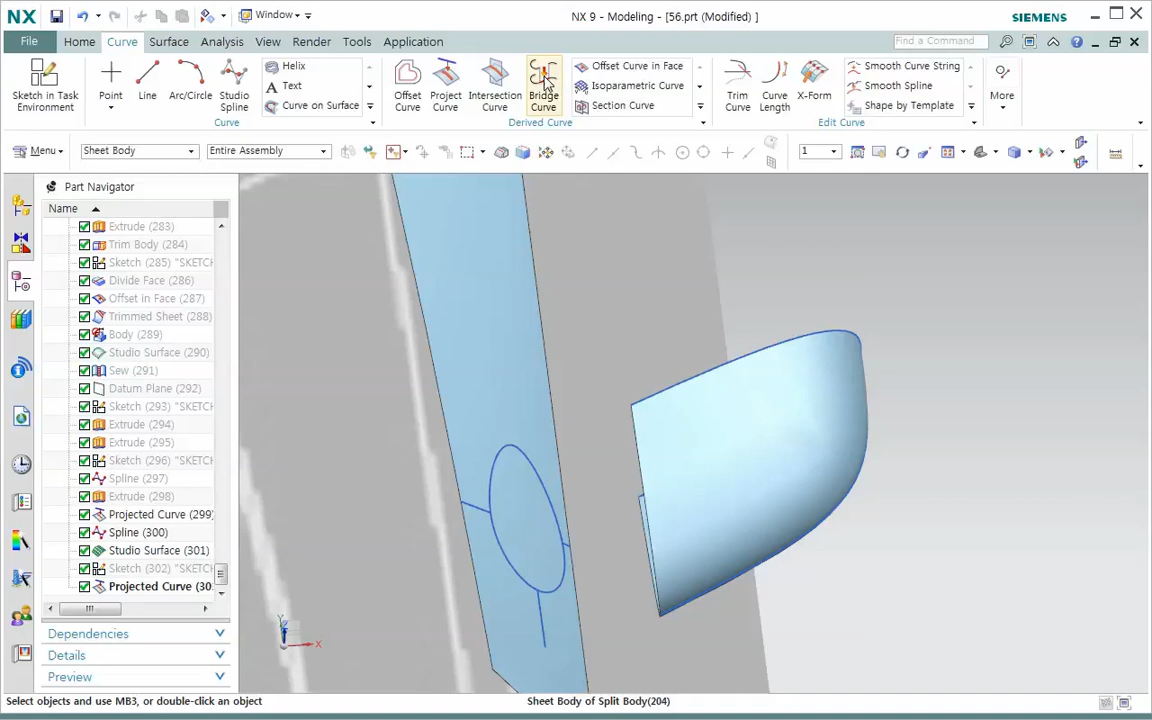 NX
Window
NX 9 - Modeling - [56.prt (Modified) ]
SIEMENS
File
Home
Curve
Surface
Analysis
View
Render
Tools
Application
Find a Command
Sketch in Task
Environment
Point
Line
Arc/Circle
Studio
Spline
Helix
Text
Curve on Surface
Offset
Curve
Project
Curve
Intersection
Curve
Bridge
Curve
Offset Curve in Face
Isoparametric Curve
Section Curve
Trim
Curve
Curve
Length
X-Form
Smooth Curve String
Smooth Spline
Shape by Template
More
Curve
Derived Curve
Edit Curve
Menu
Sheet Body
Entire Assembly
1
Part Navigator
Name
Extrude (283)
Trim Body (284)
Sketch (285) "SKETCH
Divide Face (286)
Offset in Face (287)
Trimmed Sheet (288)
Body (289)
Studio Surface (290)
Sew (291)
Datum Plane (292)
Sketch (293) "SKETCH
Extrude (294)
Extrude (295)
Sketch (296) "SKETCH
Spline (297)
Extrude (298)
Projected Curve (299)
Spline (300)
Studio Surface (301)
Sketch (302) "SKETCH
Projected Curve (30
Dependencies
Details
Preview
Y
Z
X
Select objects and use MB3, or double-click an object
Sheet Body of Split Body(204)